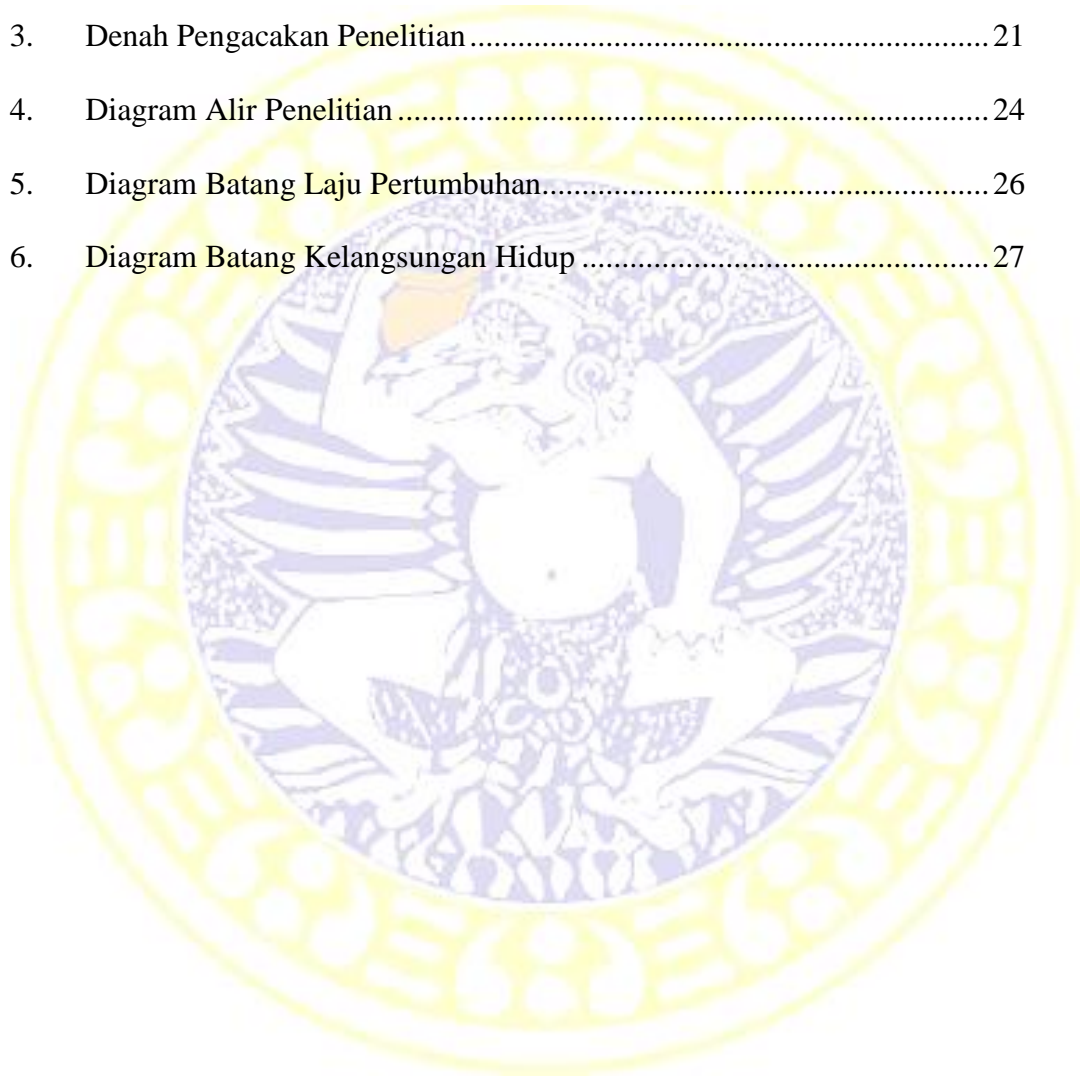 3. Denah Pengacakan Penelitian ................................................................ 21
4. Diagram Alir Penelitian ......................................................................... 24
5. Diagram Batang Laju Pertumbuhan....................................................... 26
6. Diagram Batang Kelangsungan Hidup .................................................. 27